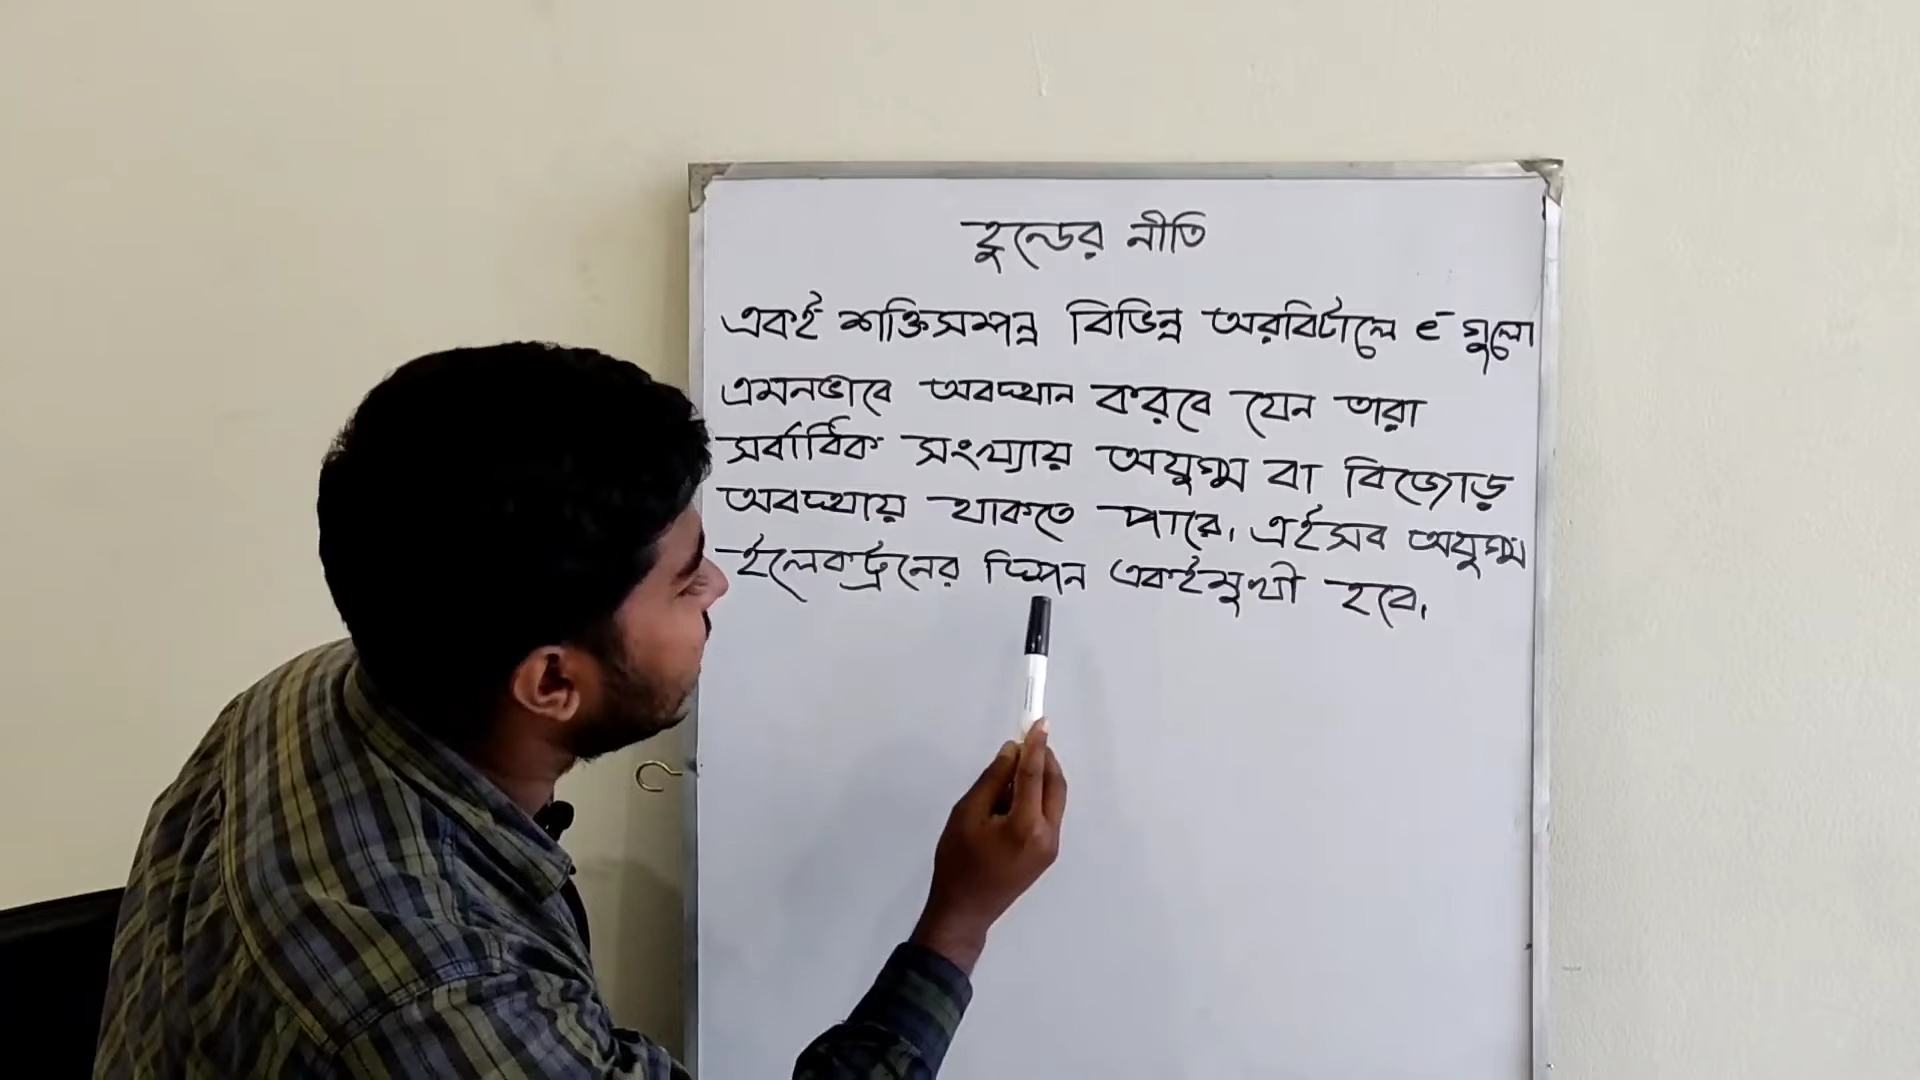 হুন্ডের নীতি
একই শক্তিসম্পন্ন বিভিন্ন অরবিটালে e⁻ গুলো
এমনভাবে অবস্থান করবে যেন তারা
সর্বাধিক সংখ্যায় অযুগ্ম বা বিজোড়
অবস্থায় থাকতে পারে। এইসব অযুগ্ম
ইলেকট্রনের স্পিন একইমুখী হবে।